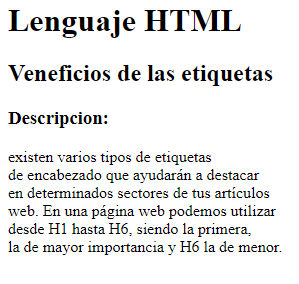 Lenguaje HTML
Veneficios de las etiquetas
Descripcion:
existen varios tipos de etiquetas
de encabezado que ayudarán a destacar
en determinados sectores de tus artículos
web. En una página web podemos utilizar
desde H1 hasta H6, siendo la primera,
la de mayor importancia y H6 la de menor.